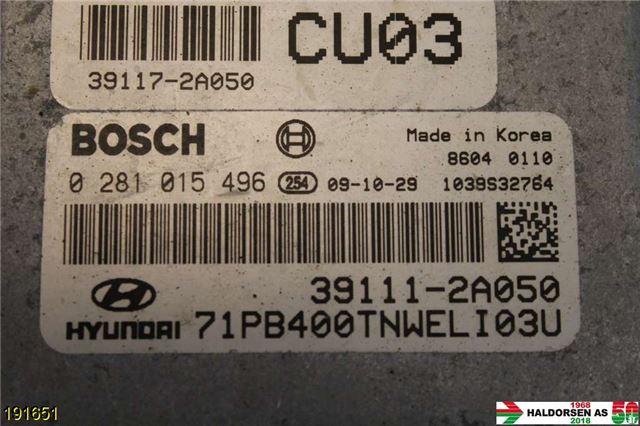 CU03
39117-2A050
BOSCH
Made in Korea
8604 0110
0 281 015 496 254 09-10-29 1039S32764
39111-2A050
HYUNDAI 71PB400TNWELI03U
191651
1968
HALDORSEN AS 50
2018